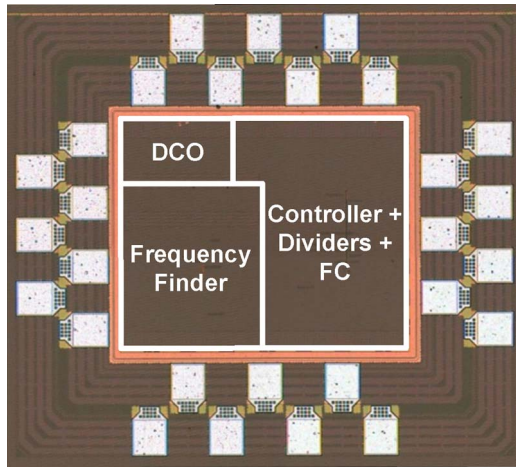 DCO
Controller +
Dividers +
FC
Frequency
Finder